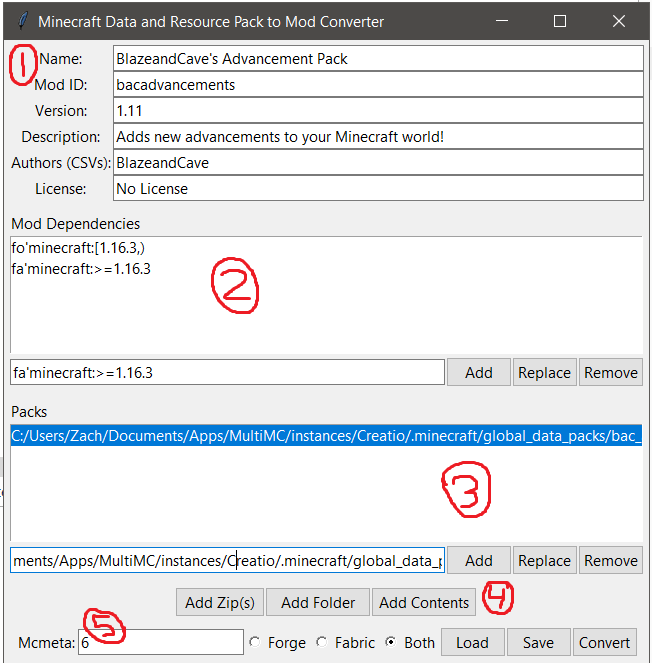 Minecraft Data and Resource Pack to Mod Converter
1
Name: BlazeandCave's Advancement Pack
Mod ID: bacadvancements
Version: 1.11
Description: Adds new advancements to your Minecraft world!
Authors (CSVs): BlazeandCave
License: No License
Mod Dependencies
fo'minecraft:[1.16.3,)
fa'minecraft:>=1.16.3
2
fa'minecraft:>=1.16.3 Add Replace Remove
Packs
C:/Users/Zach/Documents/Apps/MultiMC/instances/Creatio/.minecraft/global_data_packs/bac_
3
ments/Apps/MultiMC/instances/Creatio/.minecraft/global_data_p Add Replace Remove
Add Zip(s) Add Folder Add Contents 4
5
Mcmeta: 6 Forge Fabric Both Load Save Convert